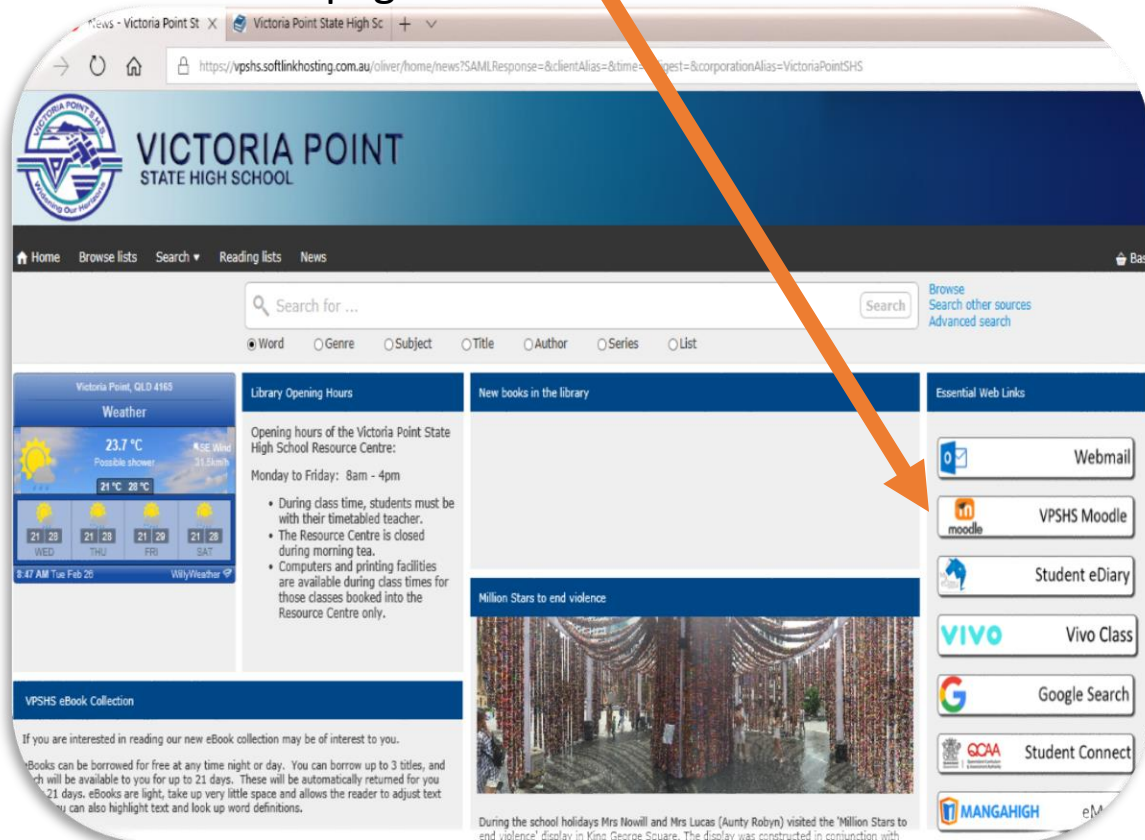 News - Victoria Point St
Victoria Point State High Sc
https://vpshs.softlinkhosting.com.au/oliver/home/news?SAMLResponse=&clientAlias=&time=
igest=&corporationAlias=VictoriaPointSHS
VICTORIA POINT S.H.S.
Widening Our Horizons
VICTORIA POINT
STATE HIGH SCHOOL
Home Browse lists Search Reading lists News
Search for ... Search
Browse
Search other sources
Advanced search
Word Genre Subject Title Author Series List
Victoria Point, QLD 4165
Weather
23.7 °C
Possible shower
SE Wind
31.5km/h
21 °C 28 °C
21 28 21 28 21 29 21 28
WED THU FRI SAT
8:47 AM Tue Feb 26 WillyWeather
Library Opening Hours
Opening hours of the Victoria Point State
High School Resource Centre:
Monday to Friday: 8am - 4pm
• During class time, students must be
with their timetabled teacher.
• The Resource Centre is closed
during morning tea.
• Computers and printing facilities
are available during class times for
those classes booked into the
Resource Centre only.
New books in the library
Million Stars to end violence
During the school holidays Mrs Nowill and Mrs Lucas (Aunty Robyn) visited the 'Million Stars to
end violence' display in King George Square. The display was constructed in conjunction with
VPSHS eBook Collection
If you are interested in reading our new eBook collection may be of interest to you.
eBooks can be borrowed for free at any time night or day. You can borrow up to 3 titles, and
will be available to you for up to 21 days. These will be automatically returned for you
21 days. eBooks are light, take up very little space and allows the reader to adjust text
can also highlight text and look up word definitions.
Essential Web Links
Webmail
moodle VPSHS Moodle
Student eDiary
VIVO Vivo Class
G Google Search
QCAA Student Connect
MANGAHIGH